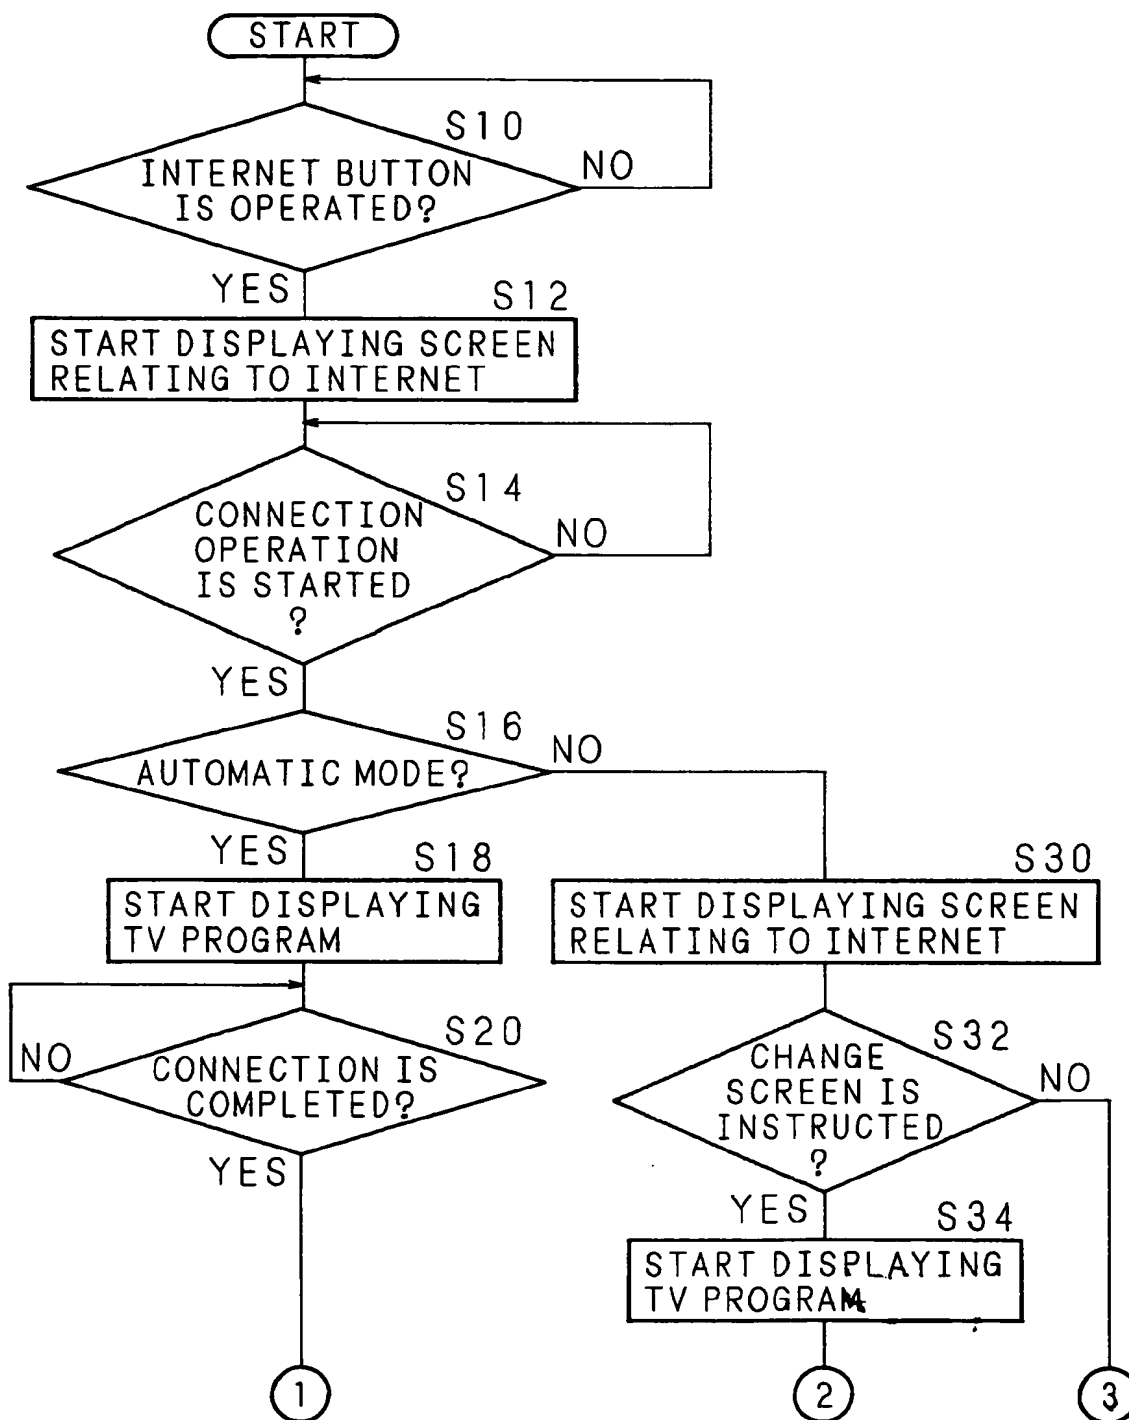 START
S10
INTERNET BUTTON
IS OPERATED?
NO
YES
S12
START DISPLAYING SCREEN
RELATING TO INTERNET
S14
CONNECTION
OPERATION
IS STARTED
?
NO
YES
S16
AUTOMATIC MODE?
NO
YES
S18
START DISPLAYING
TV PROGRAM
S30
START DISPLAYING SCREEN
RELATING TO INTERNET
S20
CONNECTION IS
COMPLETED?
NO
YES
S32
CHANGE
SCREEN IS
INSTRUCTED
?
NO
YES
S34
START DISPLAYING
TV PROGRAM
1
2
3